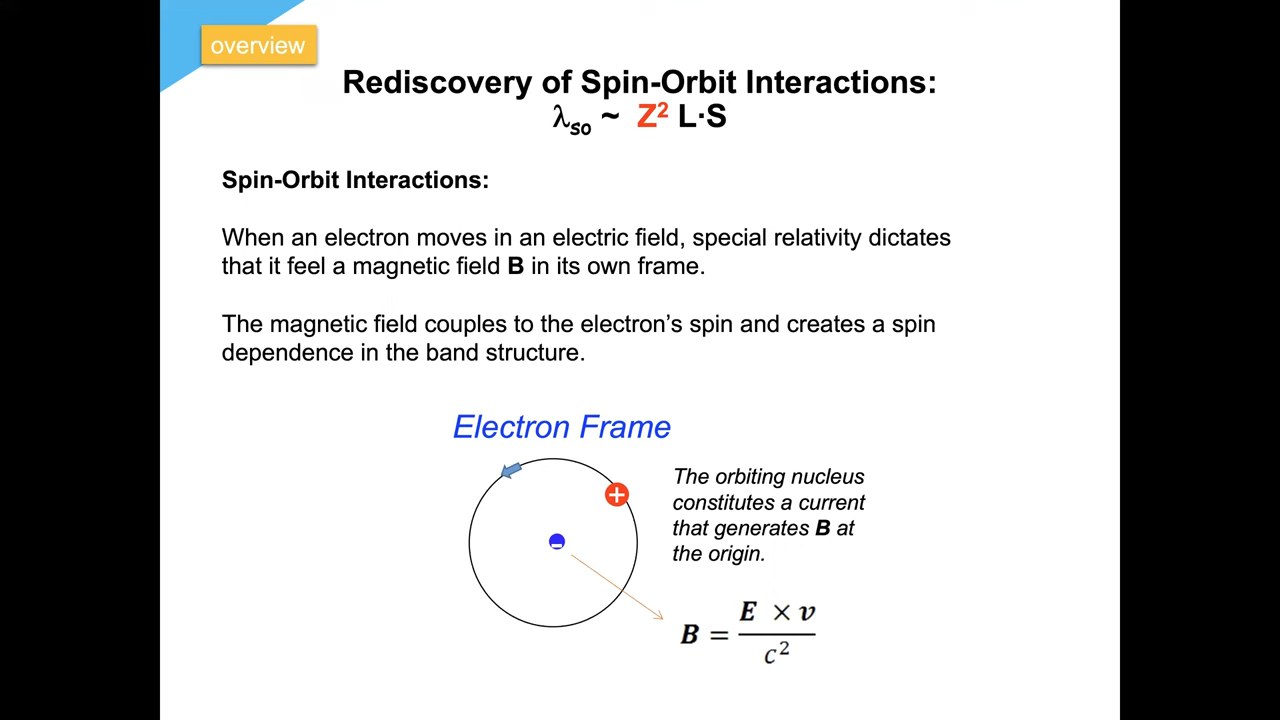 overview
Rediscovery of Spin-Orbit Interactions:
λso ~ Z² L·S
Spin-Orbit Interactions:
When an electron moves in an electric field, special relativity dictates
that it feel a magnetic field B in its own frame.
The magnetic field couples to the electron’s spin and creates a spin
dependence in the band structure.
Electron Frame
The orbiting nucleus
constitutes a current
that generates B at
the origin.
+
−
B = E × v / c²